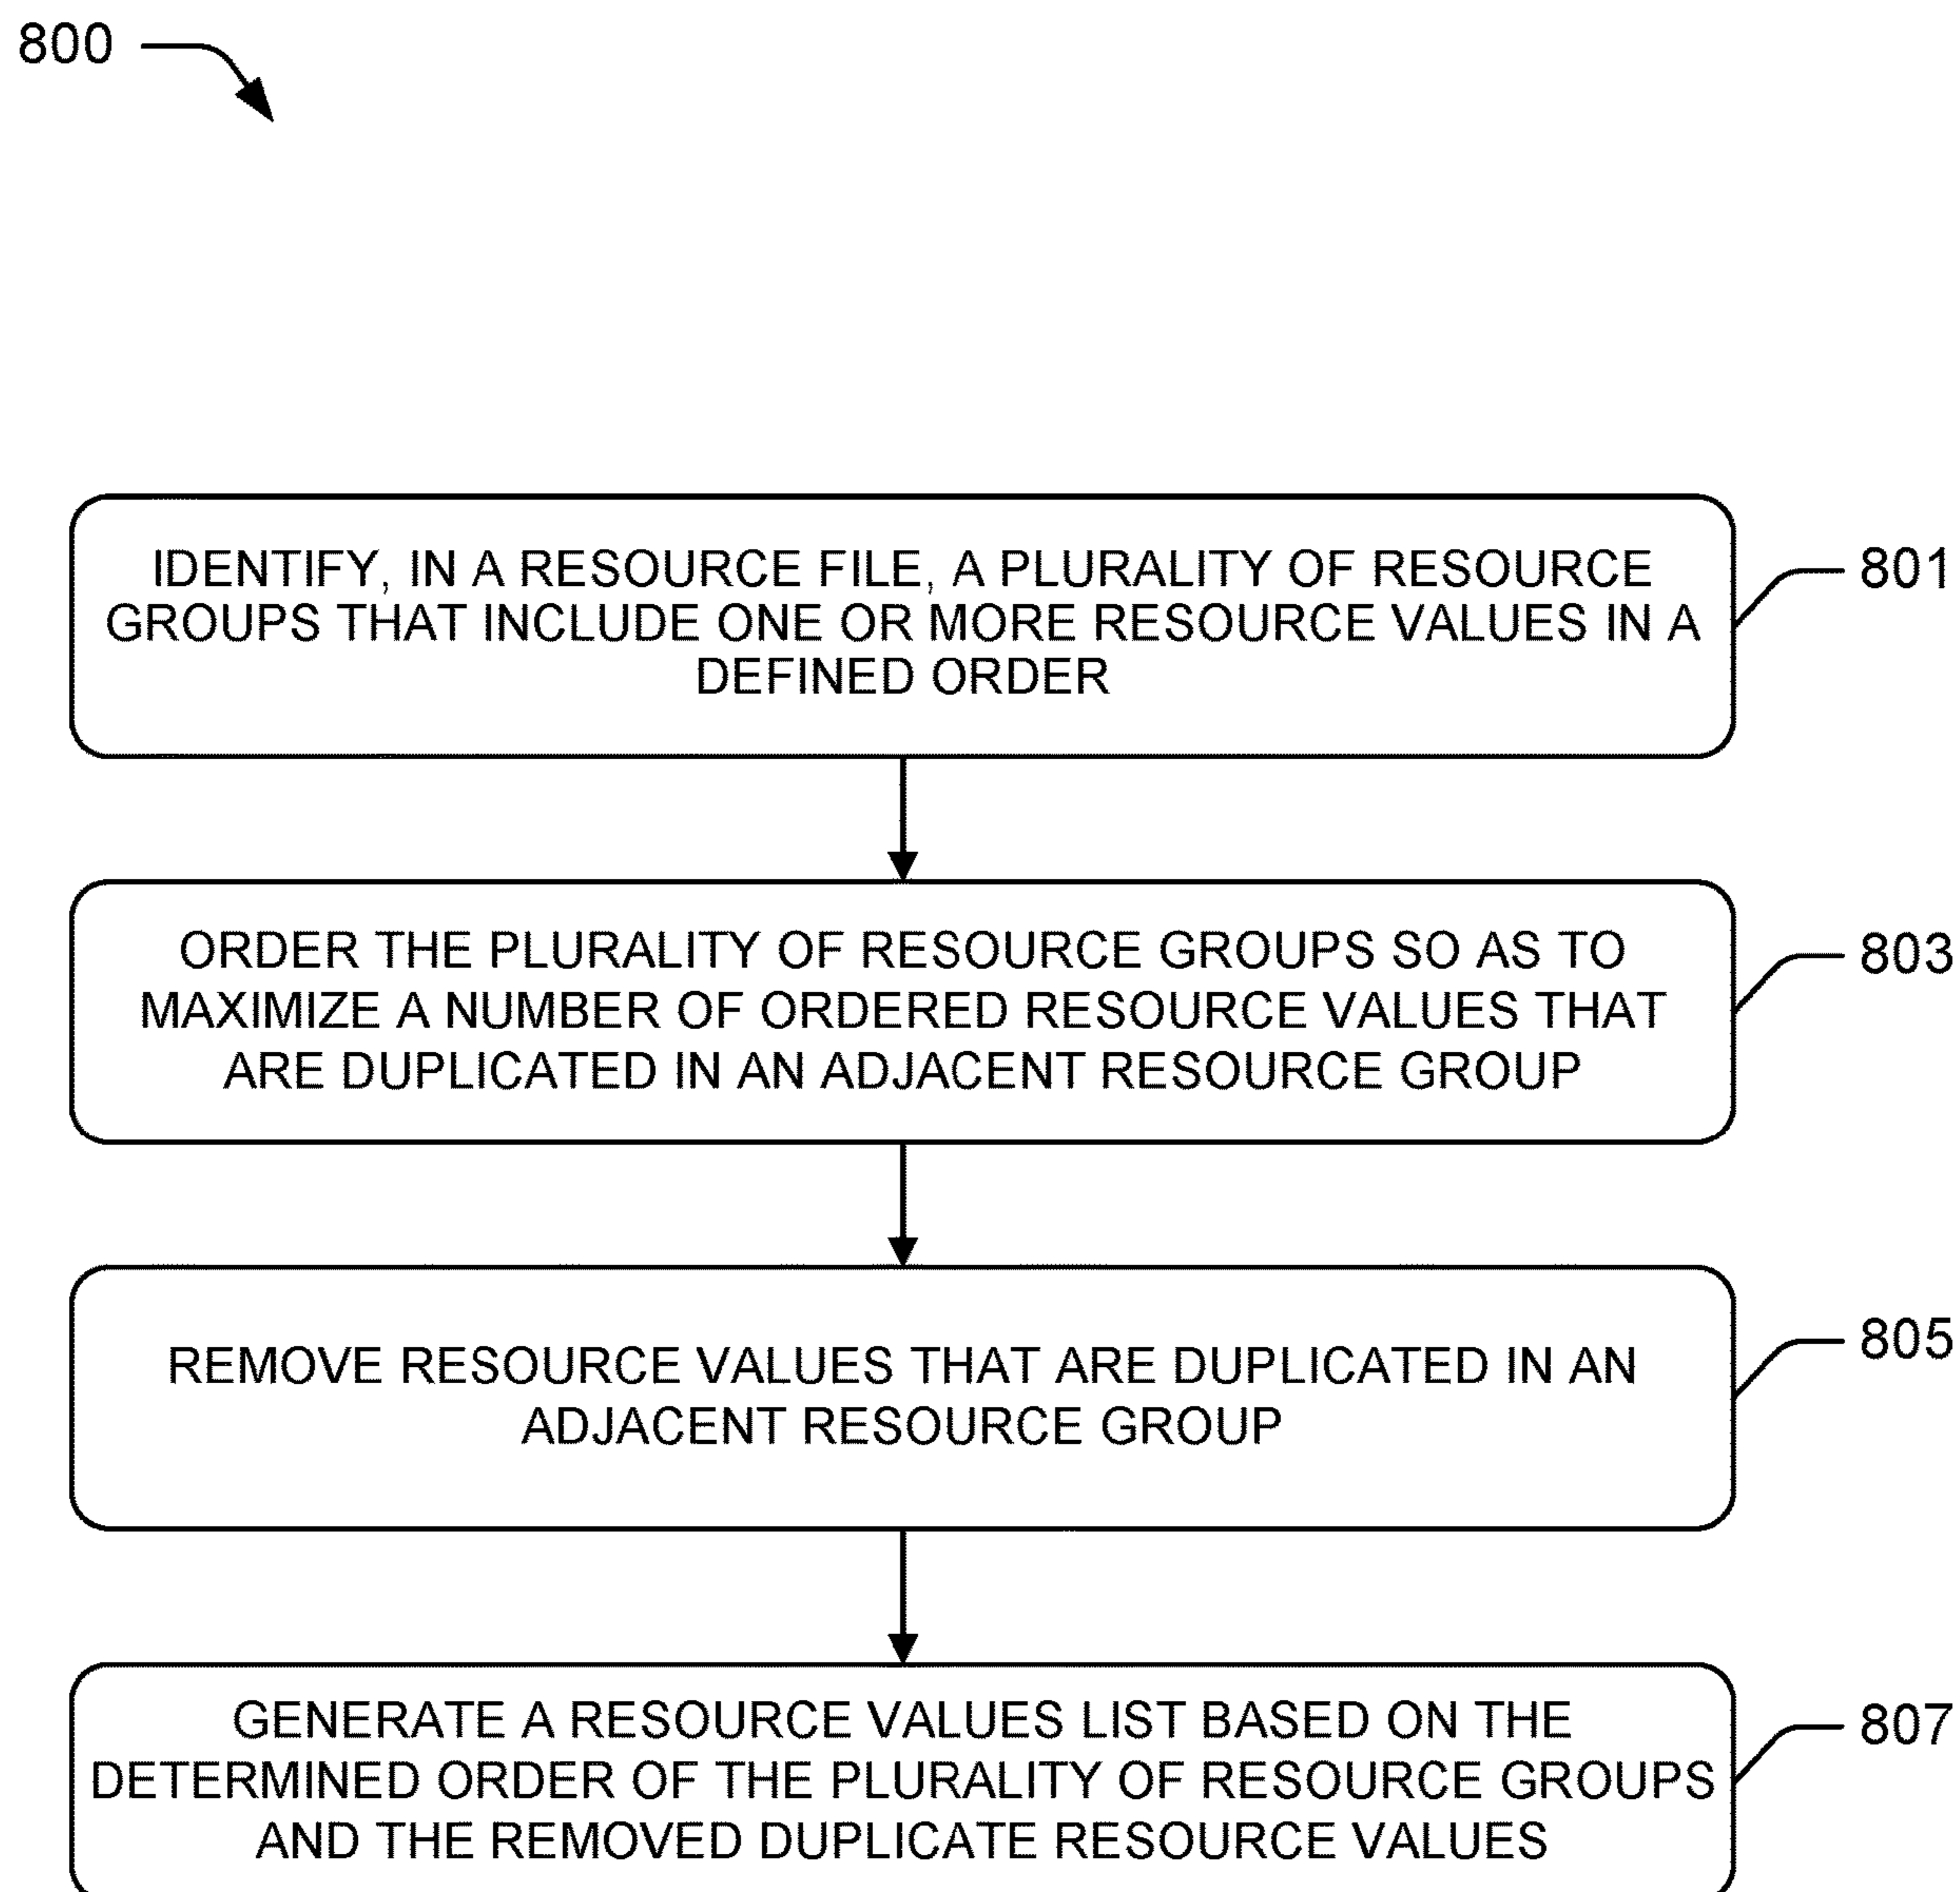 800
IDENTIFY, IN A RESOURCE FILE, A PLURALITY OF RESOURCE
GROUPS THAT INCLUDE ONE OR MORE RESOURCE VALUES IN A
DEFINED ORDER
801
ORDER THE PLURALITY OF RESOURCE GROUPS SO AS TO
MAXIMIZE A NUMBER OF ORDERED RESOURCE VALUES THAT
ARE DUPLICATED IN AN ADJACENT RESOURCE GROUP
803
REMOVE RESOURCE VALUES THAT ARE DUPLICATED IN AN
ADJACENT RESOURCE GROUP
805
GENERATE A RESOURCE VALUES LIST BASED ON THE
DETERMINED ORDER OF THE PLURALITY OF RESOURCE GROUPS
AND THE REMOVED DUPLICATE RESOURCE VALUES
807